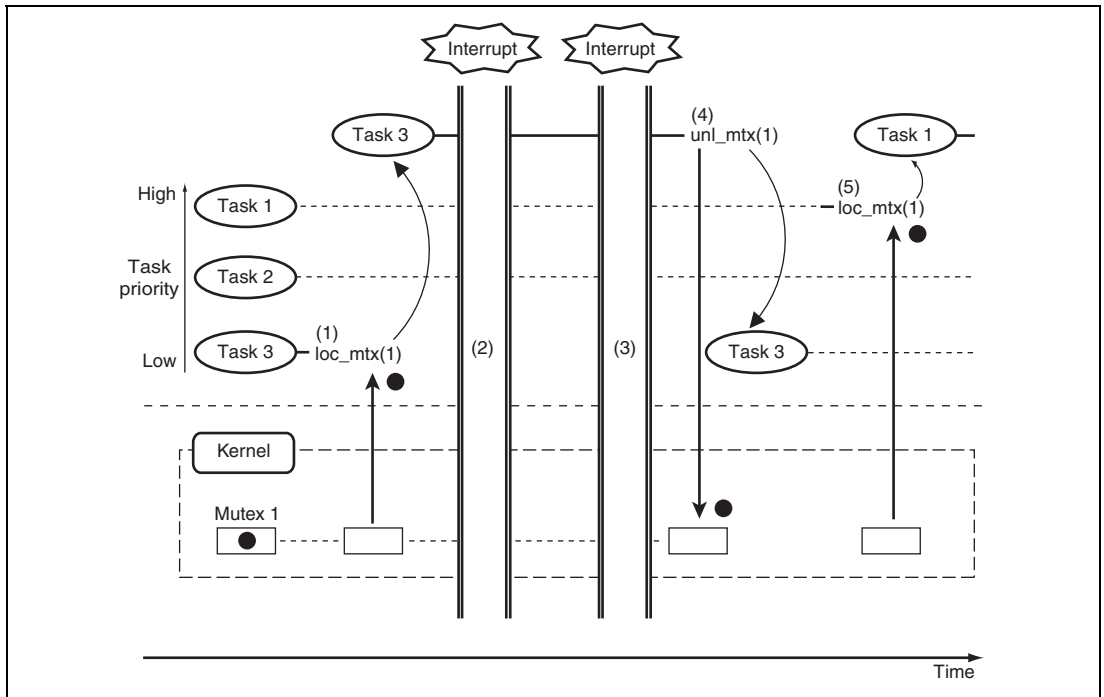 Interrupt
Interrupt
Task 3
(4)
unl_mtx(1)
Task 1
High
Task 1
(5)
loc_mtx(1)
Task
priority
Task 2
Low
Task 3
(1)
loc_mtx(1)
(2)
(3)
Task 3
Kernel
Mutex 1
Time